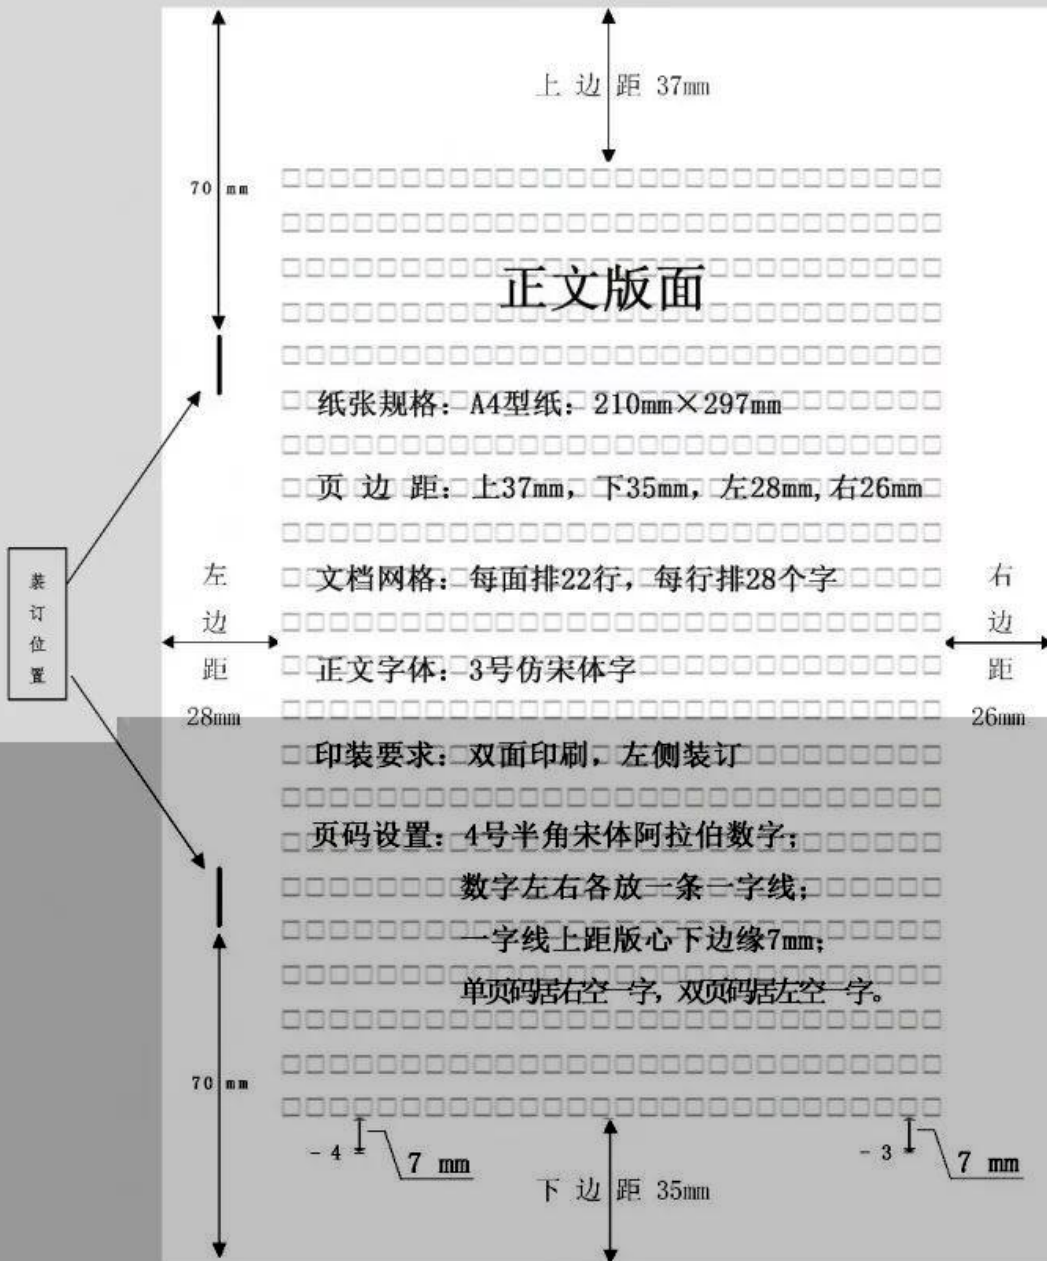 上 边 距 37mm
70 mm
正文版面
纸张规格：A4型纸：210mm×297mm
页 边 距：上37mm，下35mm，左28mm,右26mm
文档网格：每面排22行，每行排28个字
装订位置
左边距
28mm
右边距
26mm
正文字体：3号仿宋体字
印装要求：双面印刷，左侧装订
页码设置：4号半角宋体阿拉伯数字；
数字左右各放一条一字线；
一字线上距版心下边缘7mm；
单页码居右空一字，双页码居左空一字。
70 mm
- 4 -
7 mm
- 3 -
7 mm
下 边 距 35mm